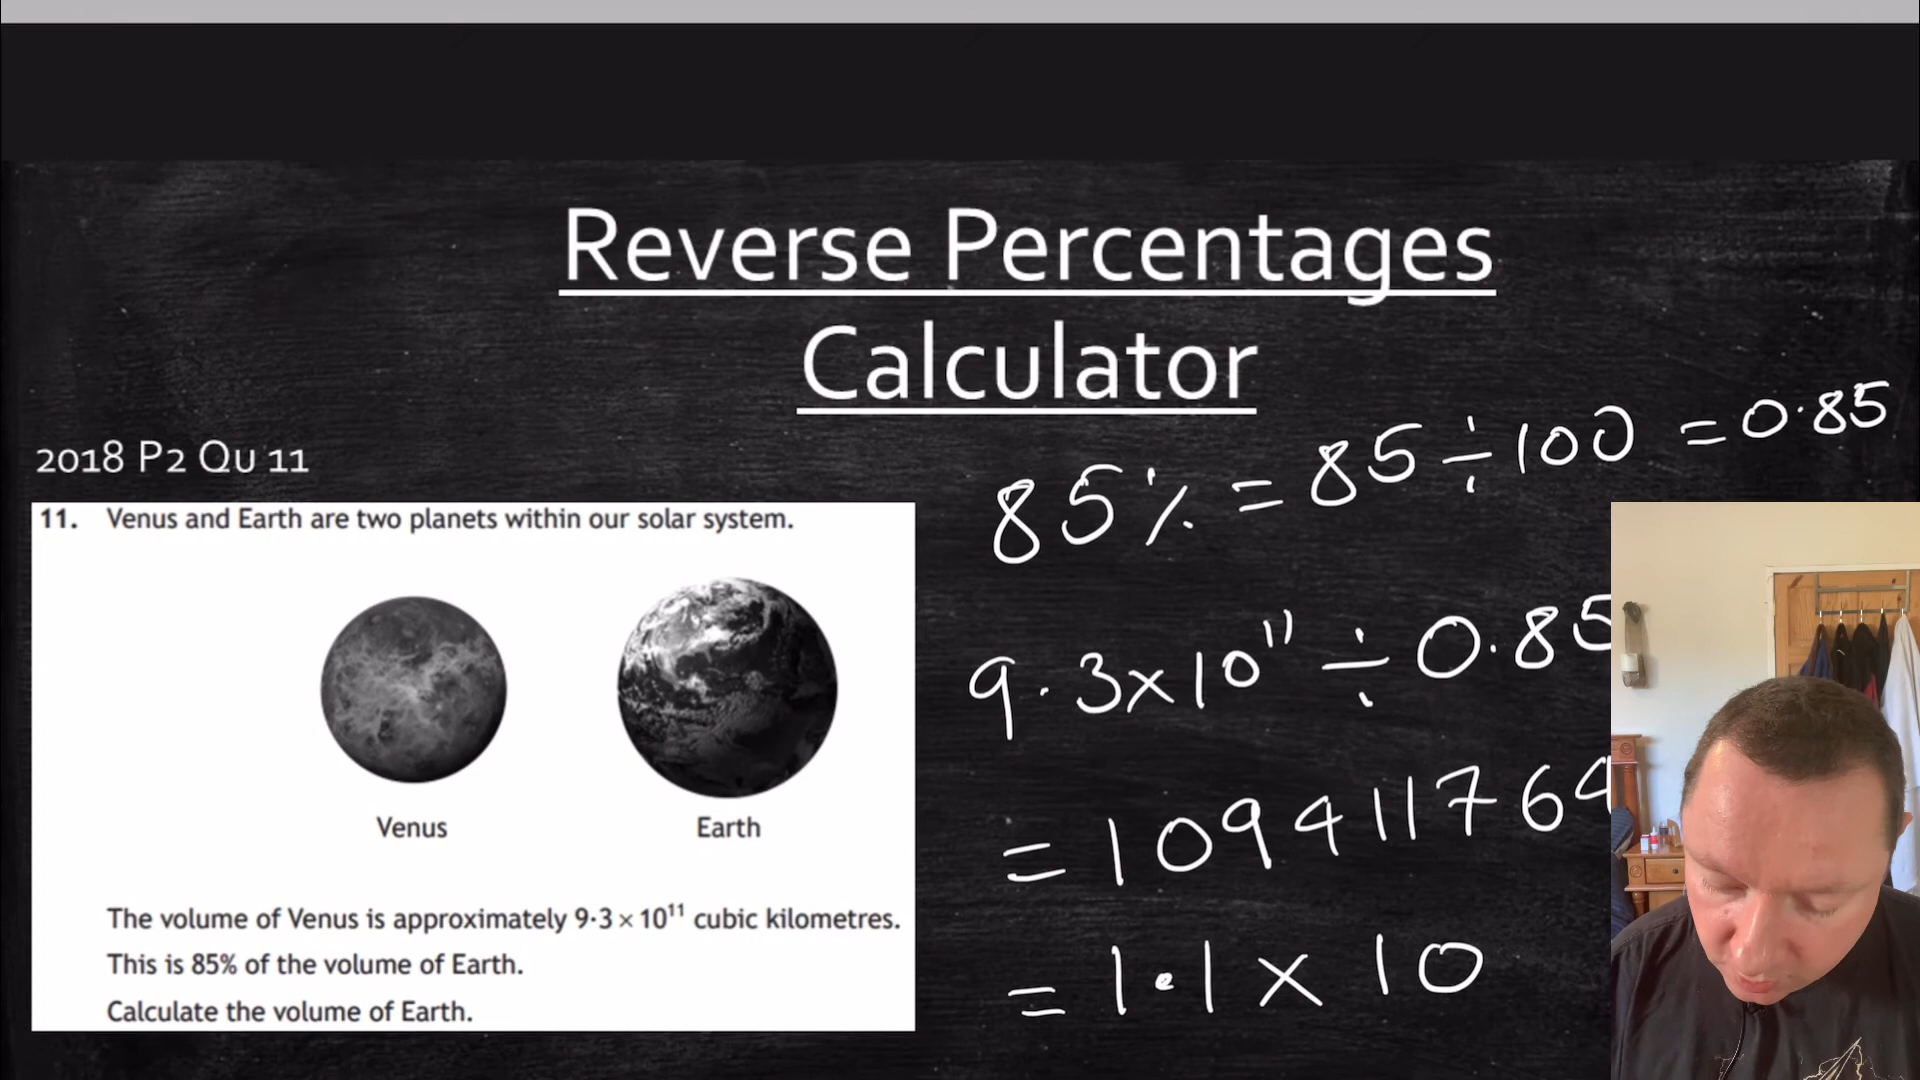 Reverse Percentages
Calculator
2018 P2 Qu 11
11. Venus and Earth are two planets within our solar system.
Venus Earth
The volume of Venus is approximately 9·3 × 10¹¹ cubic kilometres.
This is 85% of the volume of Earth.
Calculate the volume of Earth.
85% = 85 ÷ 100 = 0.85
9.3 × 10¹¹ ÷ 0.85
= 109411764
= 1.1 × 10